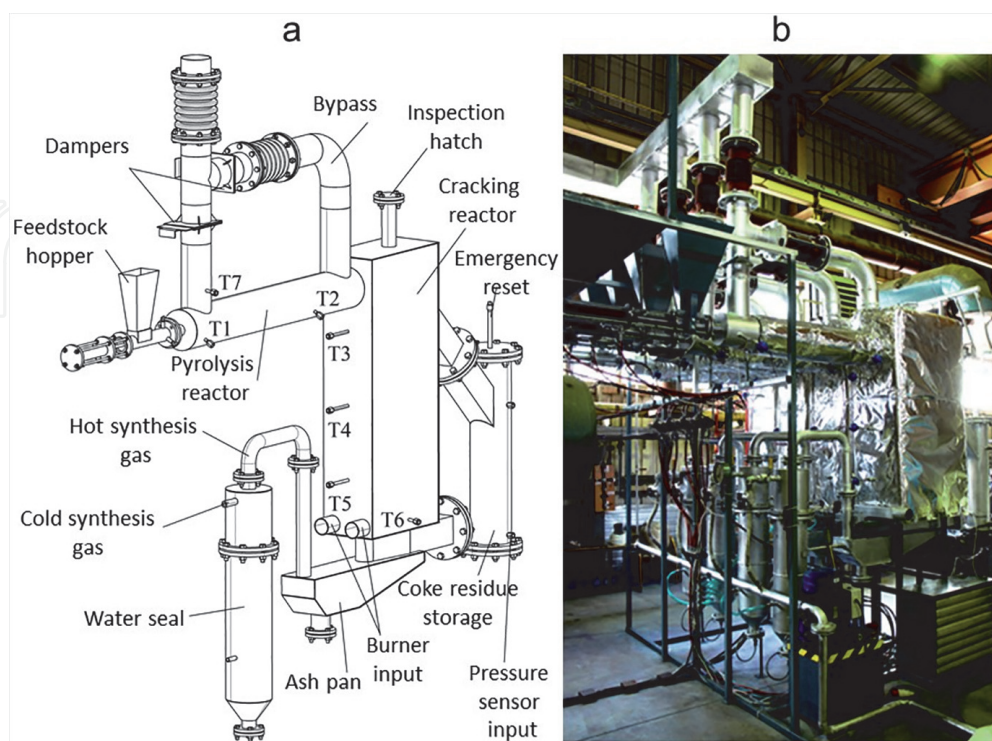 a
b
Bypass
Inspection
hatch
Dampers
Cracking
reactor
Feedstock
hopper
Emergency
reset
T7
T1
T2
T3
Pyrolysis
reactor
T4
Hot synthesis
gas
T5
T6
Cold synthesis
gas
Coke residue
storage
Water seal
Burner
input
Ash pan
Pressure
sensor
input